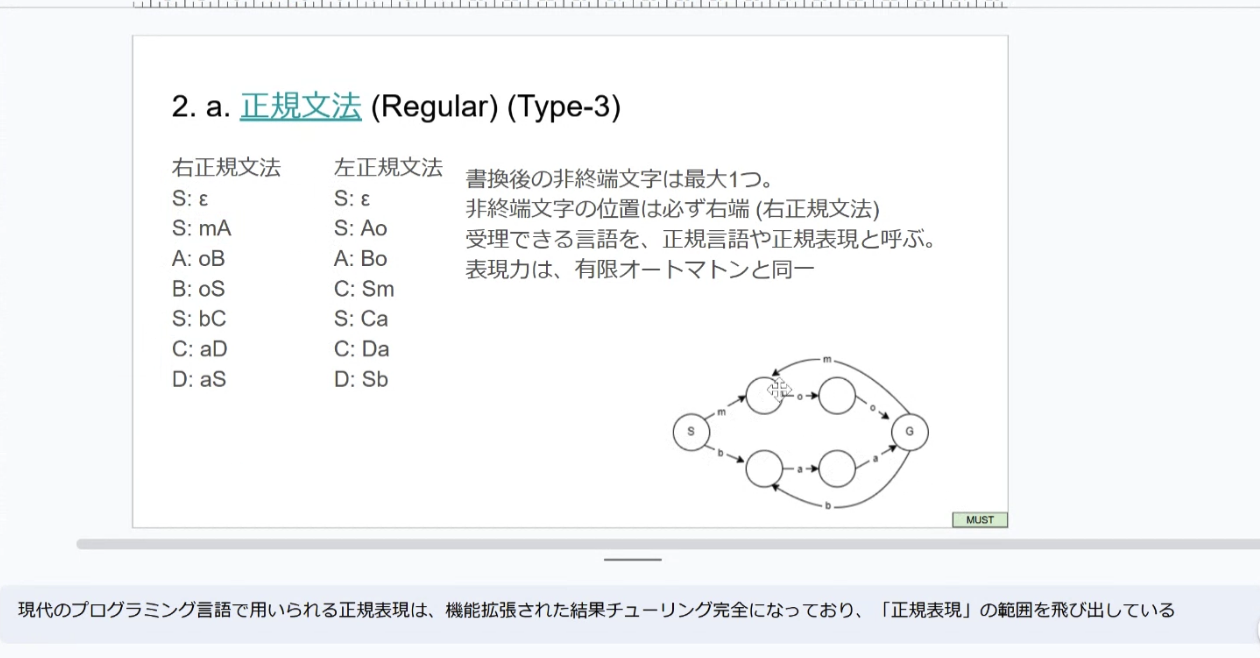 2. a. 正規文法 (Regular) (Type-3)
右正規文法
S: ε
S: mA
A: oB
B: oS
S: bC
C: aD
D: aS
左正規文法
S: ε
S: Ao
A: Bo
C: Sm
S: Ca
C: Da
D: Sb
書換後の非終端文字は最大1つ。
非終端文字の位置は必ず右端 (右正規文法)
受理できる言語を、正規言語や正規表現と呼ぶ。
表現力は、有限オートマトンと同一
m
m
o
o
S
G
b
a
a
b
MUST
現代のプログラミング言語で用いられる正規表現は、機能拡張された結果チューリング完全になっており、「正規表現」の範囲を飛び出している